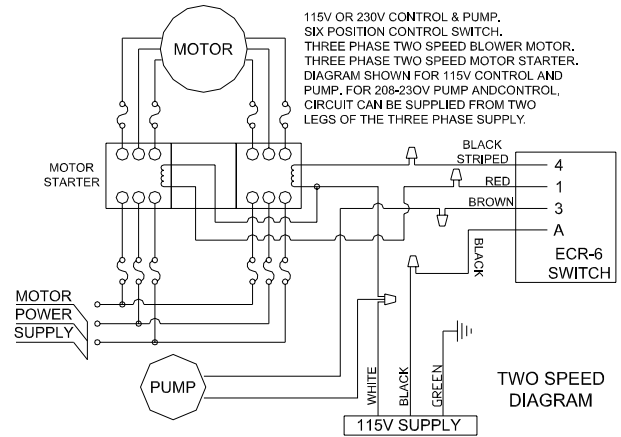 115V OR 230V CONTROL & PUMP.
SIX POSITION CONTROL SWITCH.
THREE PHASE TWO SPEED BLOWER MOTOR.
THREE PHASE TWO SPEED MOTOR STARTER.
DIAGRAM SHOWN FOR 115V CONTROL AND
PUMP. FOR 208-23OV PUMP ANDCONTROL,
CIRCUIT CAN BE SUPPLIED FROM TWO
LEGS OF THE THREE PHASE SUPPLY.
MOTOR
MOTOR
STARTER
BLACK
STRIPED
4
RED
1
BROWN
3
A
BLACK
ECR-6
SWITCH
MOTOR
POWER
SUPPLY
PUMP
WHITE
BLACK
GREEN
115V SUPPLY
TWO SPEED
DIAGRAM